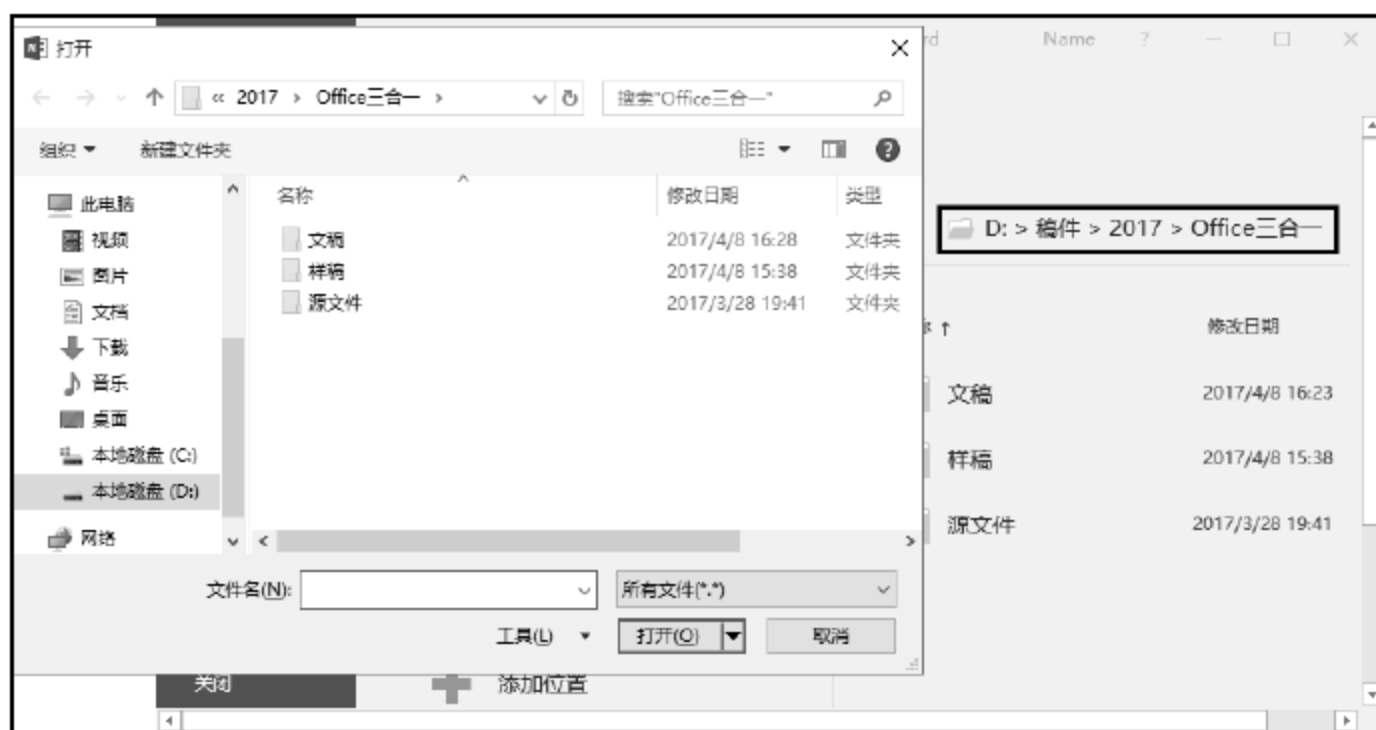 打开
rd Name ?
« 2017 > Office三合一 >
搜索"Office三合一"
组织 新建文件夹
名称 修改日期 类型
此电脑
视频
图片
文档
下载
音乐
桌面
本地磁盘 (C:)
本地磁盘 (D:)
网络
文稿 2017/4/8 16:28 文件夹
样稿 2017/4/8 15:38 文件夹
源文件 2017/3/28 19:41 文件夹
文件名(N):
所有文件(*.*)
工具(L) 打开(O) 取消
D: > 稿件 > 2017 > Office三合一
↑ 修改日期
文稿 2017/4/8 16:23
样稿 2017/4/8 15:38
源文件 2017/3/28 19:41
关闭
添加位置